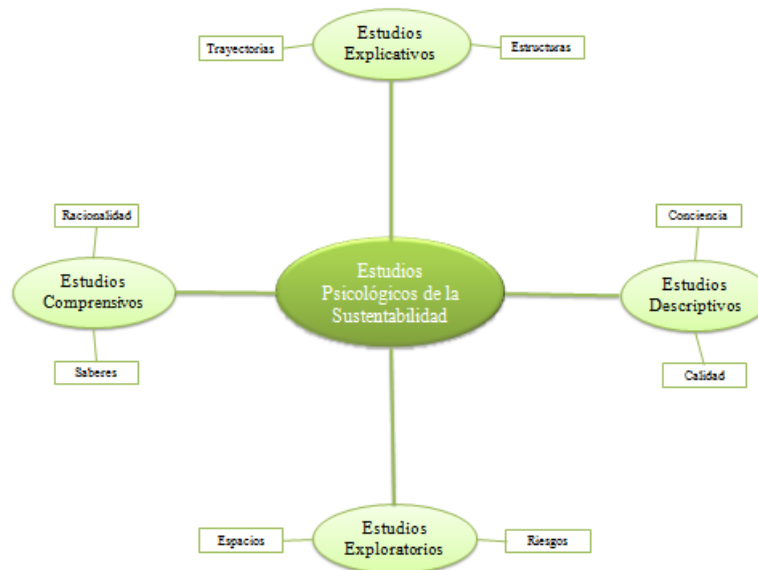 Estudios
Explicativos
Trayectorias
Estructuras
Racionalidad
Estudios
Comprensivos
Saberes
Estudios
Psicológicos de la
Sustentabilidad
Conciencia
Estudios
Descriptivos
Calidad
Estudios
Exploratorios
Espacios
Riesgos